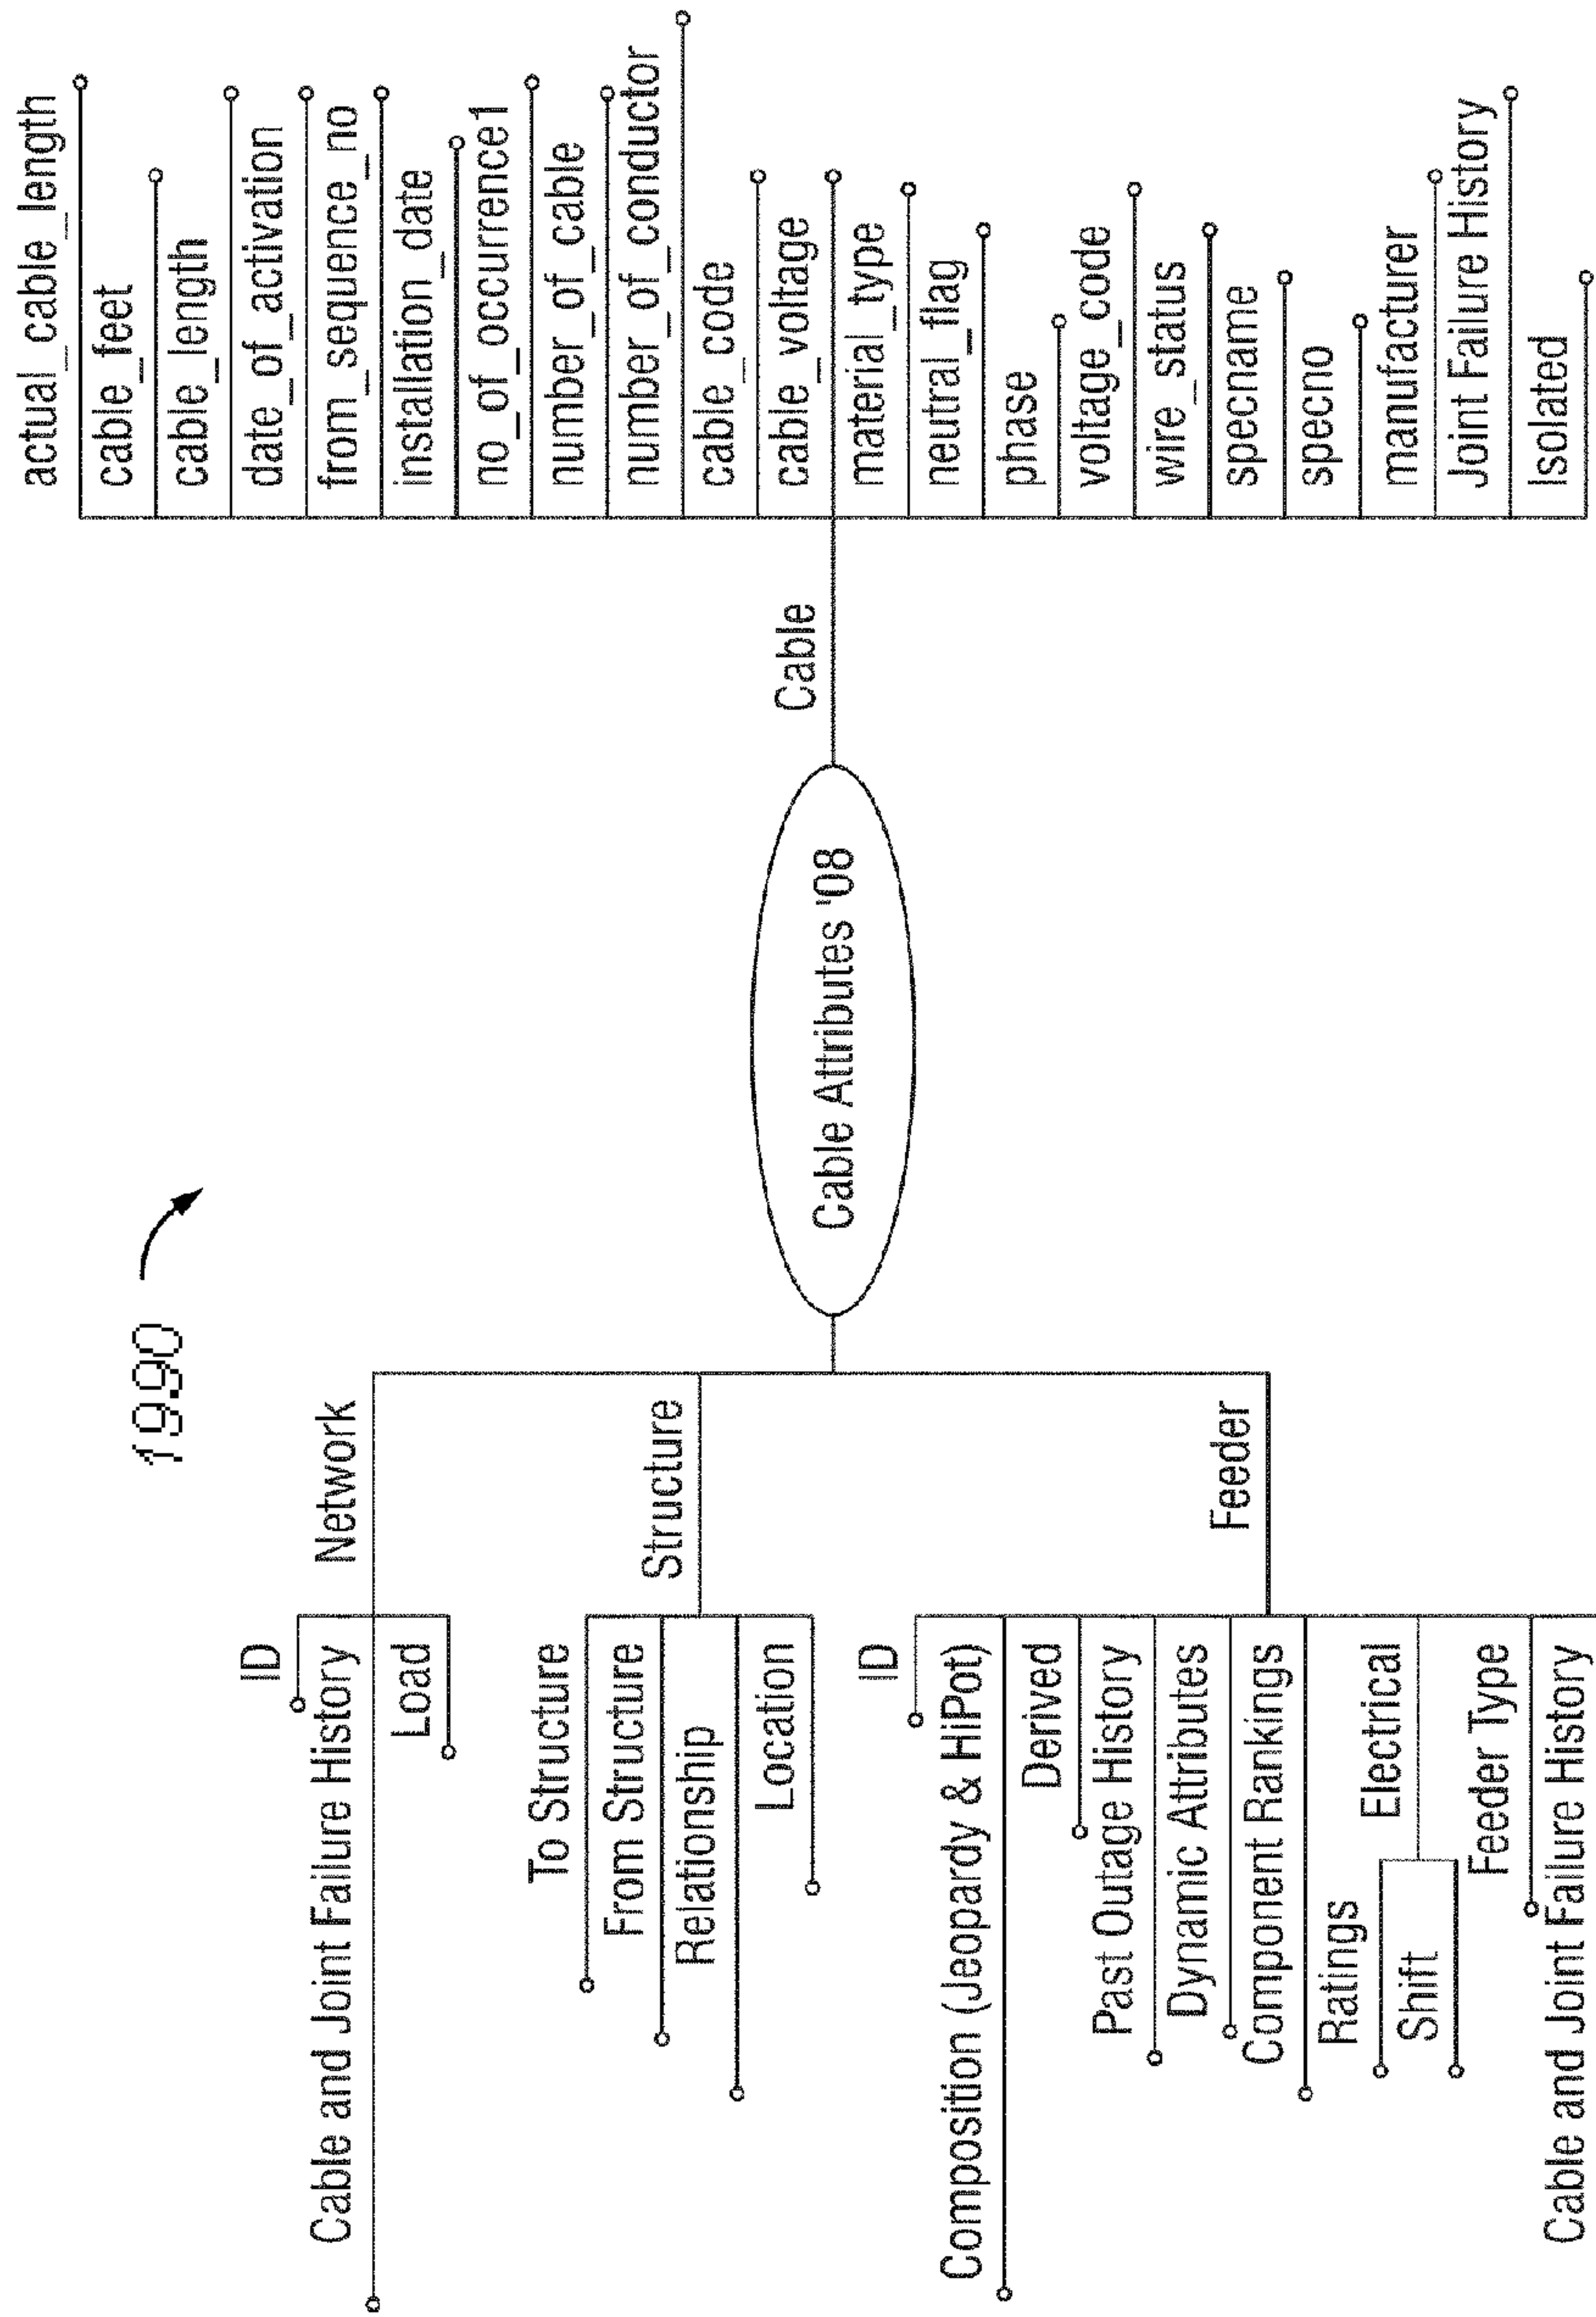 1990
Network
ID
Cable and Joint Failure History
Load
Structure
To Structure
From Structure
Relationship
Location
Feeder
ID
Composition (Jeopardy & HiPot)
Derived
Past Outage History
Dynamic Attributes
Component Rankings
Electrical
Ratings
Shift
Feeder Type
Cable and Joint Failure History
Cable Attributes '08
Cable
actual_cable_length
cable_feet
cable_length
date_of_activation
from_sequence_no
installation_date
no_of_occurrence1
number_of_cable
number_of_conductor
cable_code
cable_voltage
material_type
neutral_flag
phase
voltage_code
wire_status
specname
specno
manufacturer
Joint Failure History
Isolated